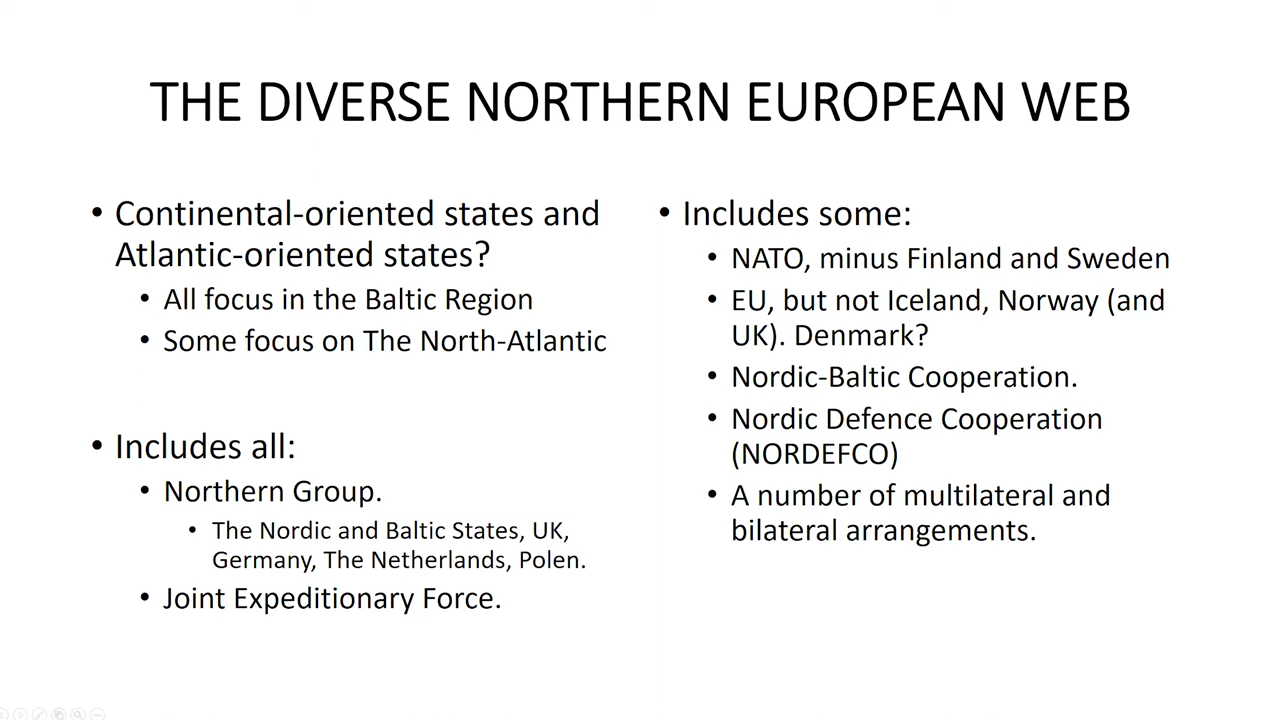 THE DIVERSE NORTHERN EUROPEAN WEB
• Continental-oriented states and
Atlantic-oriented states?
• All focus in the Baltic Region
• Some focus on The North-Atlantic
• Includes all:
• Northern Group.
• The Nordic and Baltic States, UK,
Germany, The Netherlands, Polen.
• Joint Expeditionary Force.
• Includes some:
• NATO, minus Finland and Sweden
• EU, but not Iceland, Norway (and
UK). Denmark?
• Nordic-Baltic Cooperation.
• Nordic Defence Cooperation
(NORDEFCO)
• A number of multilateral and
bilateral arrangements.